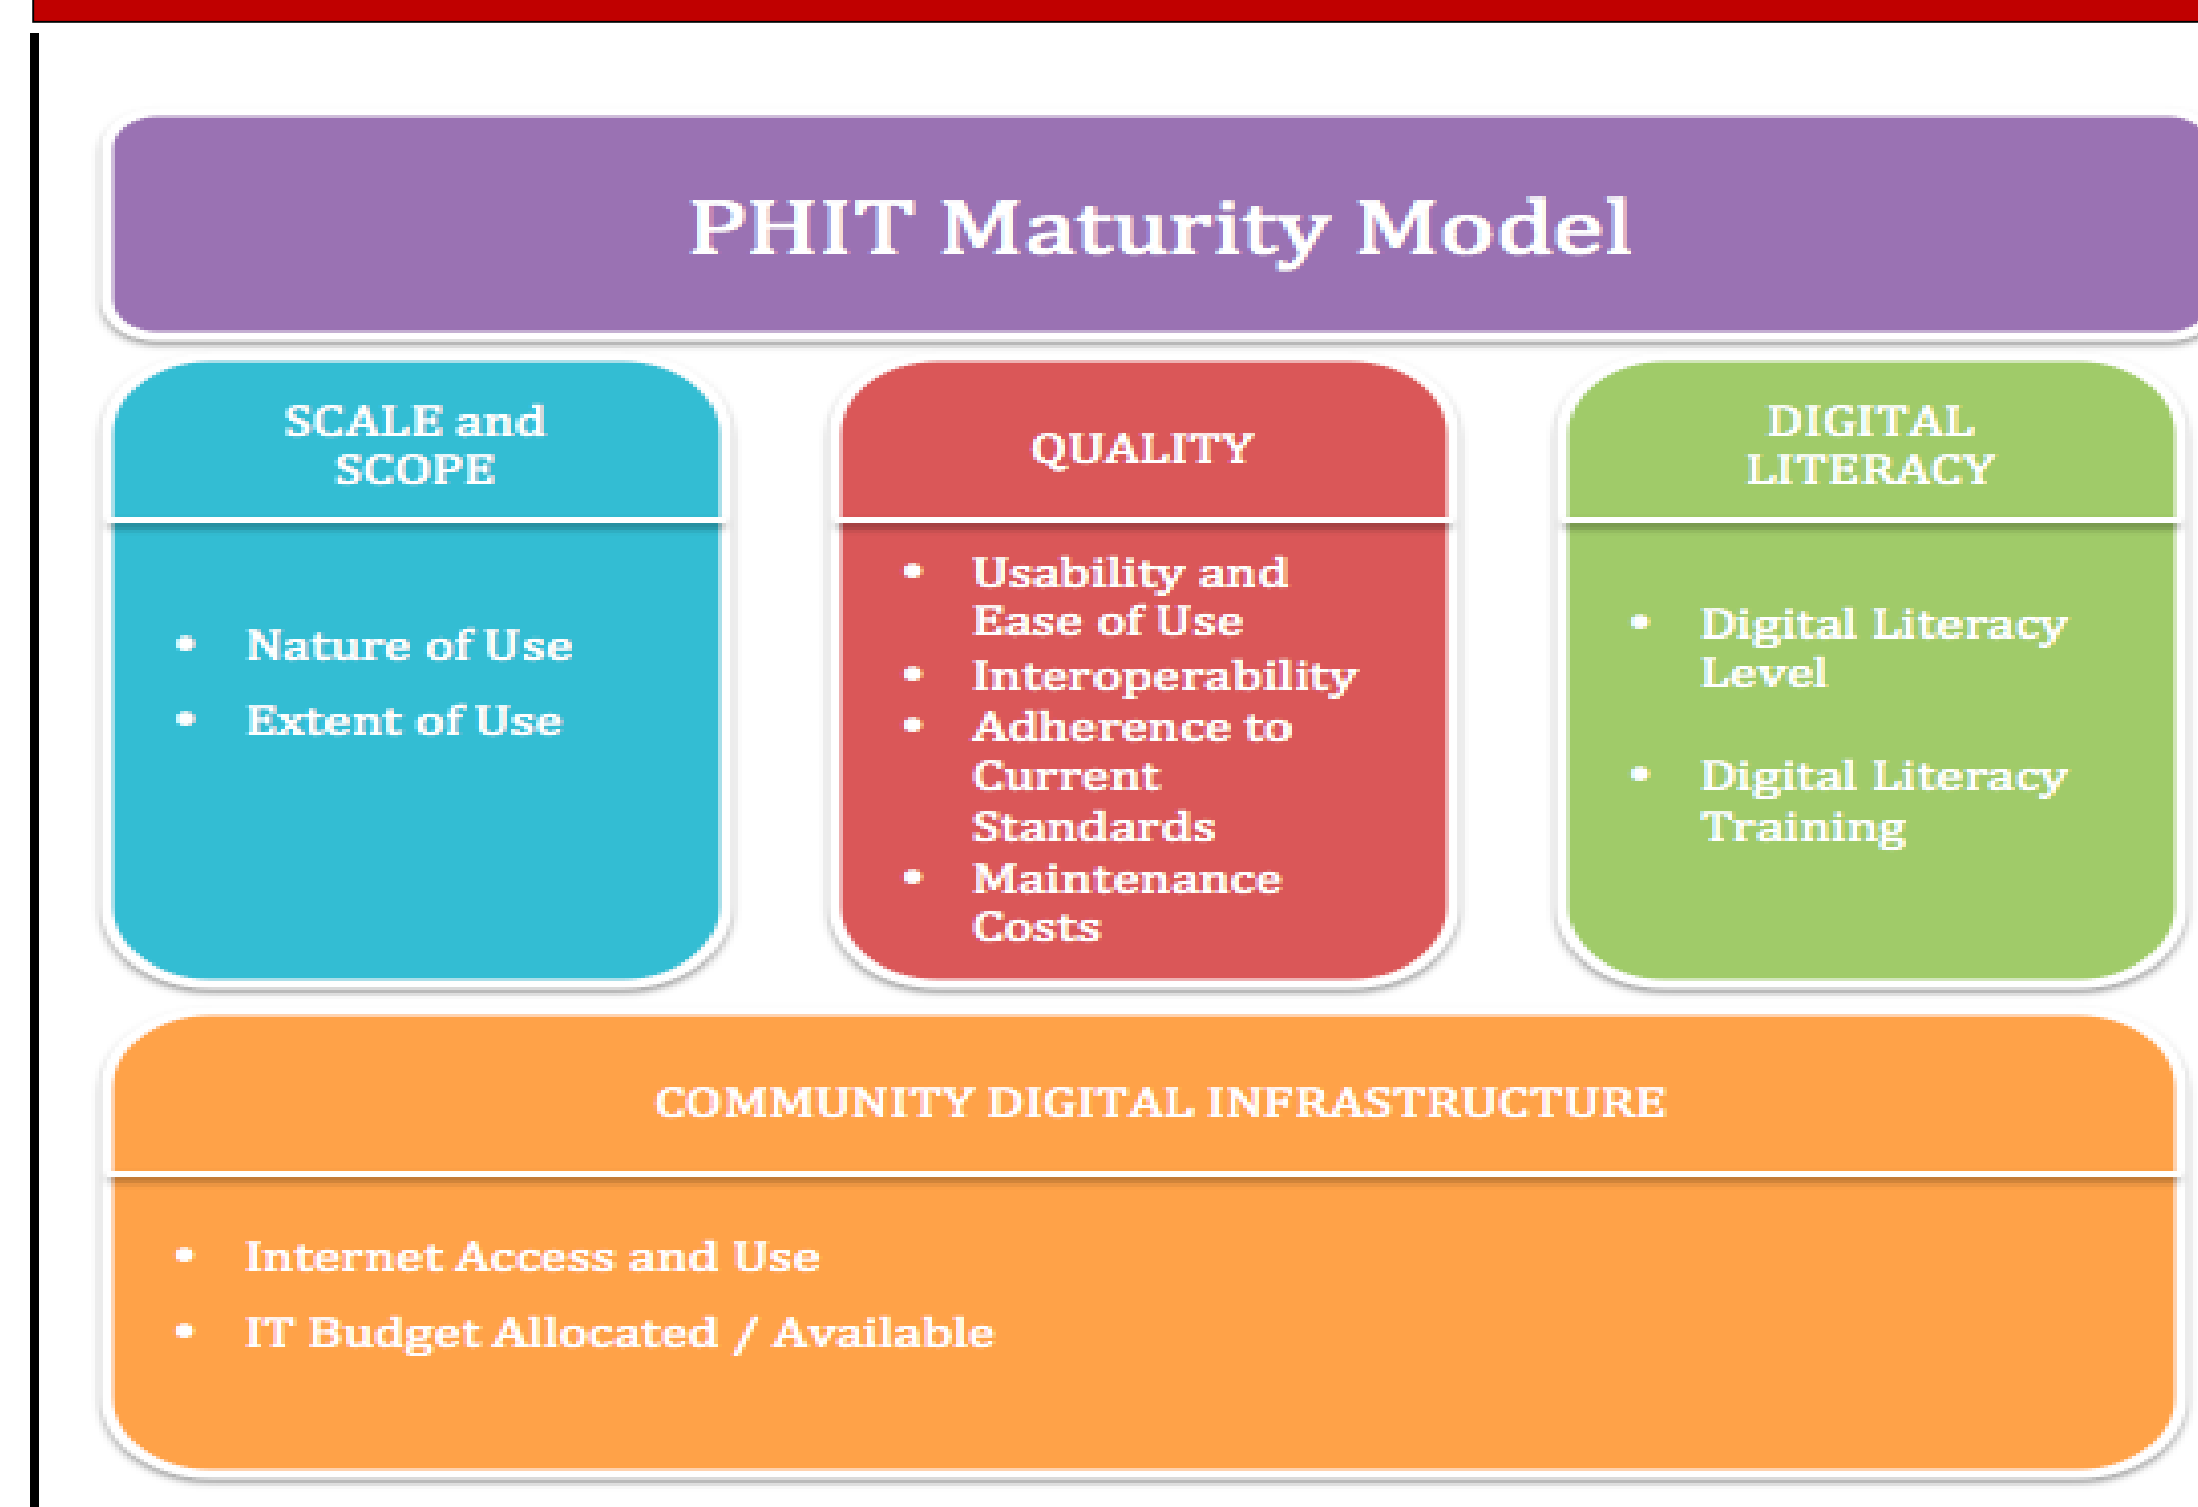 PHIT Maturity Model
SCALE and
SCOPE
• Nature of Use
• Extent of Use
QUALITY
• Usability and
Ease of Use
• Interoperability
• Adherence to
Current
Standards
• Maintenance
Costs
DIGITAL
LITERACY
• Digital Literacy
Level
• Digital Literacy
Training
COMMUNITY DIGITAL INFRASTRUCTURE
• Internet Access and Use
• IT Budget Allocated / Available